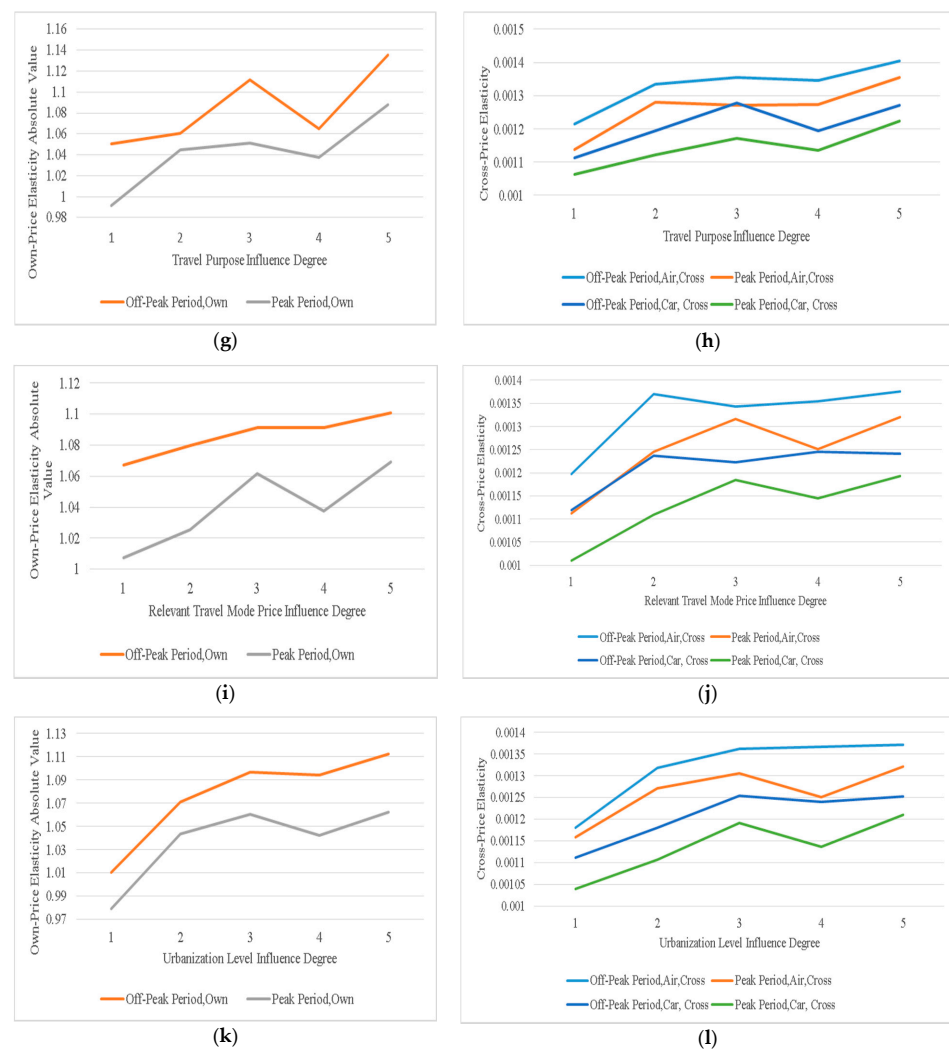 Own-Price Elasticity Absolute Value
1.16
1.14
1.12
1.1
1.08
1.06
1.04
1.02
1
0.98
1 2 3 4 5
Travel Purpose Influence Degree
Off-Peak Period,Own Peak Period,Own
(g)
Cross-Price Elasticity
0.0015
0.0014
0.0013
0.0012
0.0011
0.001
1 2 3 4 5
Travel Purpose Influence Degree
Off-Peak Period,Air,Cross Peak Period,Air,Cross
Off-Peak Period,Car, Cross Peak Period,Car, Cross
(h)
Own-Price Elasticity Absolute
Value
1.12
1.1
1.08
1.06
1.04
1.02
1
1 2 3 4 5
Relevant Travel Mode Price Influence Degree
Off-Peak Period,Own Peak Period,Own
(i)
Cross-Price Elasticity
0.0014
0.00135
0.0013
0.00125
0.0012
0.00115
0.0011
0.00105
0.001
1 2 3 4 5
Relevant Travel Mode Price Influence Degree
Off-Peak Period,Air,Cross Peak Period,Air,Cross
Off-Peak Period,Car, Cross Peak Period,Car, Cross
(j)
Own-Price Elasticity Absolute Value
1.13
1.11
1.09
1.07
1.05
1.03
1.01
0.99
0.97
1 2 3 4 5
Urbanization Level Influence Degree
Off-Peak Period,Own Peak Period,Own
(k)
Cross-Price Elasticity
0.0014
0.00135
0.0013
0.00125
0.0012
0.00115
0.0011
0.00105
0.001
1 2 3 4 5
Urbanization Level Influence Degree
Off-Peak Period,Air,Cross Peak Period,Air,Cross
Off-Peak Period,Car, Cross Peak Period,Car, Cross
(l)